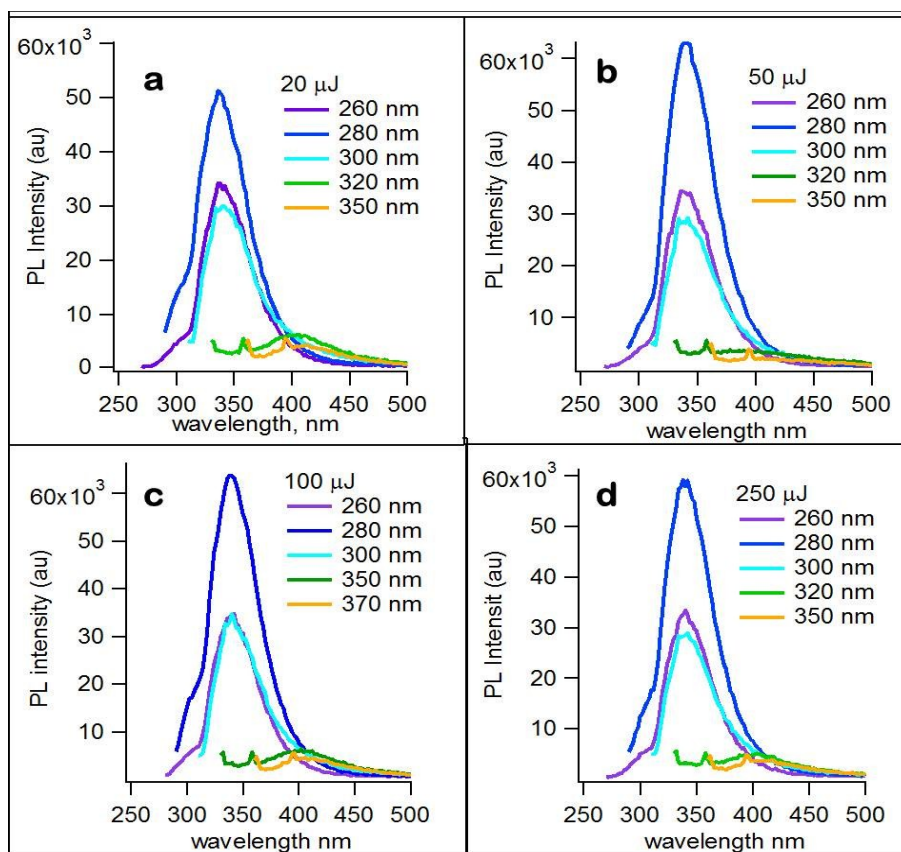 a
20 μJ
260 nm
280 nm
300 nm
320 nm
350 nm
PL Intensity (au)
60x10³
50
40
30
20
10
0
250 300 350 400 450 500
wavelength, nm
b
50 μJ
260 nm
280 nm
300 nm
320 nm
350 nm
PL Intensity (au)
60x10³
50
40
30
20
10
250 300 350 400 450 500
wavelength nm
c
100 μJ
260 nm
280 nm
300 nm
350 nm
370 nm
PL intensity (au)
60x10³
50
40
30
20
10
250 300 350 400 450 500
wavelength nm
d
250 μJ
260 nm
280 nm
300 nm
320 nm
350 nm
PL Intensit (au)
60x10³
50
40
30
20
10
250 300 350 400 450 500
wavelength nm